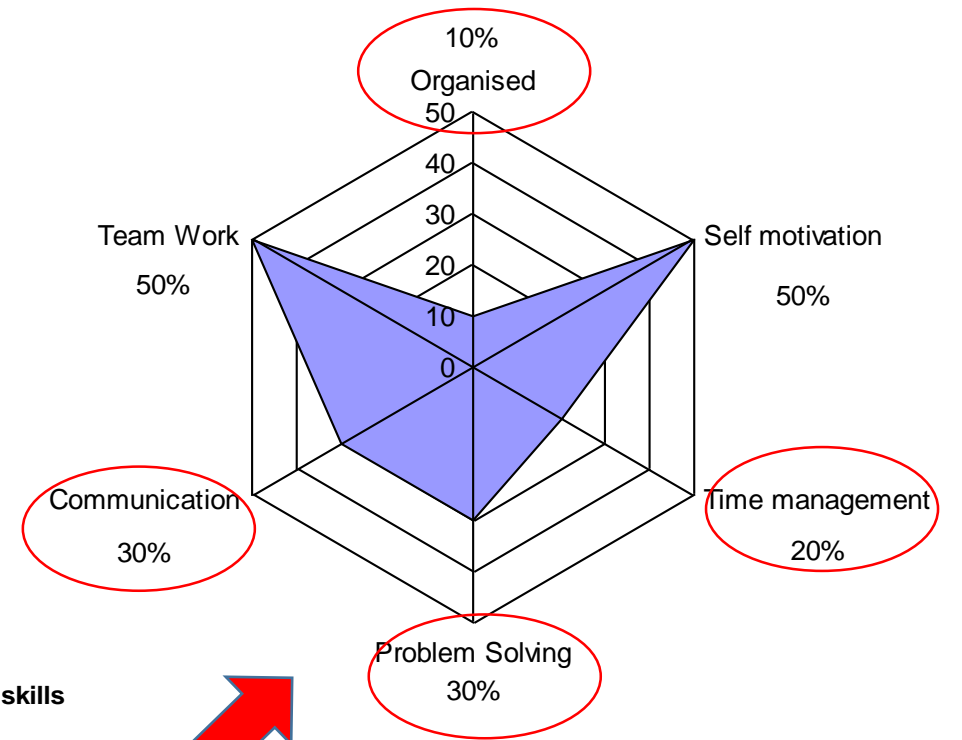 10%
Organised
50
40
30
20
10
0
Team Work
50%
Self motivation
50%
Communication
30%
Time management
20%
Problem Solving
30%
skills